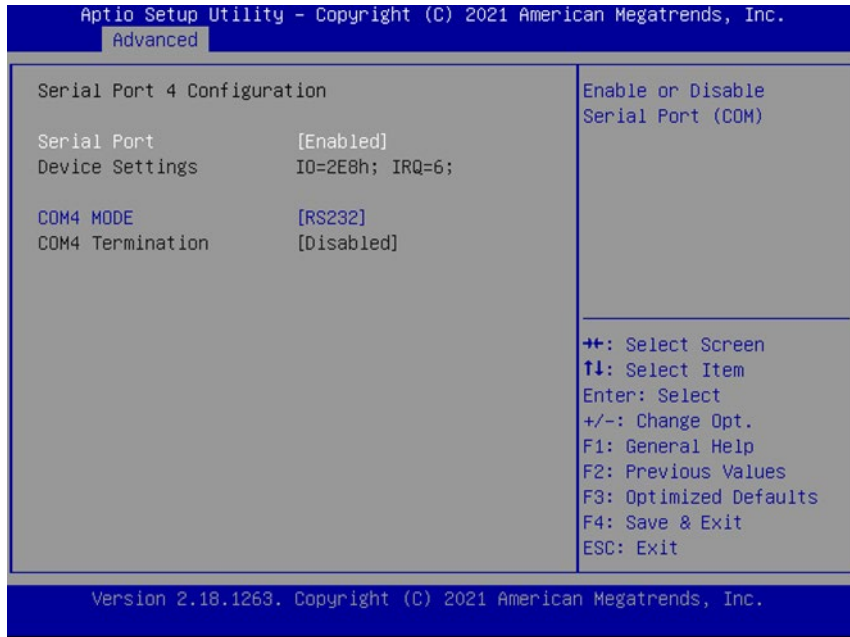 Aptio Setup Utility – Copyright (C) 2021 American Megatrends, Inc.
Advanced
Serial Port 4 Configuration
Serial Port [Enabled]
Device Settings IO=2E8h; IRQ=6;
COM4 MODE [RS232]
COM4 Termination [Disabled]
Enable or Disable
Serial Port (COM)
→←: Select Screen
↑↓: Select Item
Enter: Select
+/-: Change Opt.
F1: General Help
F2: Previous Values
F3: Optimized Defaults
F4: Save & Exit
ESC: Exit
Version 2.18.1263. Copyright (C) 2021 American Megatrends, Inc.